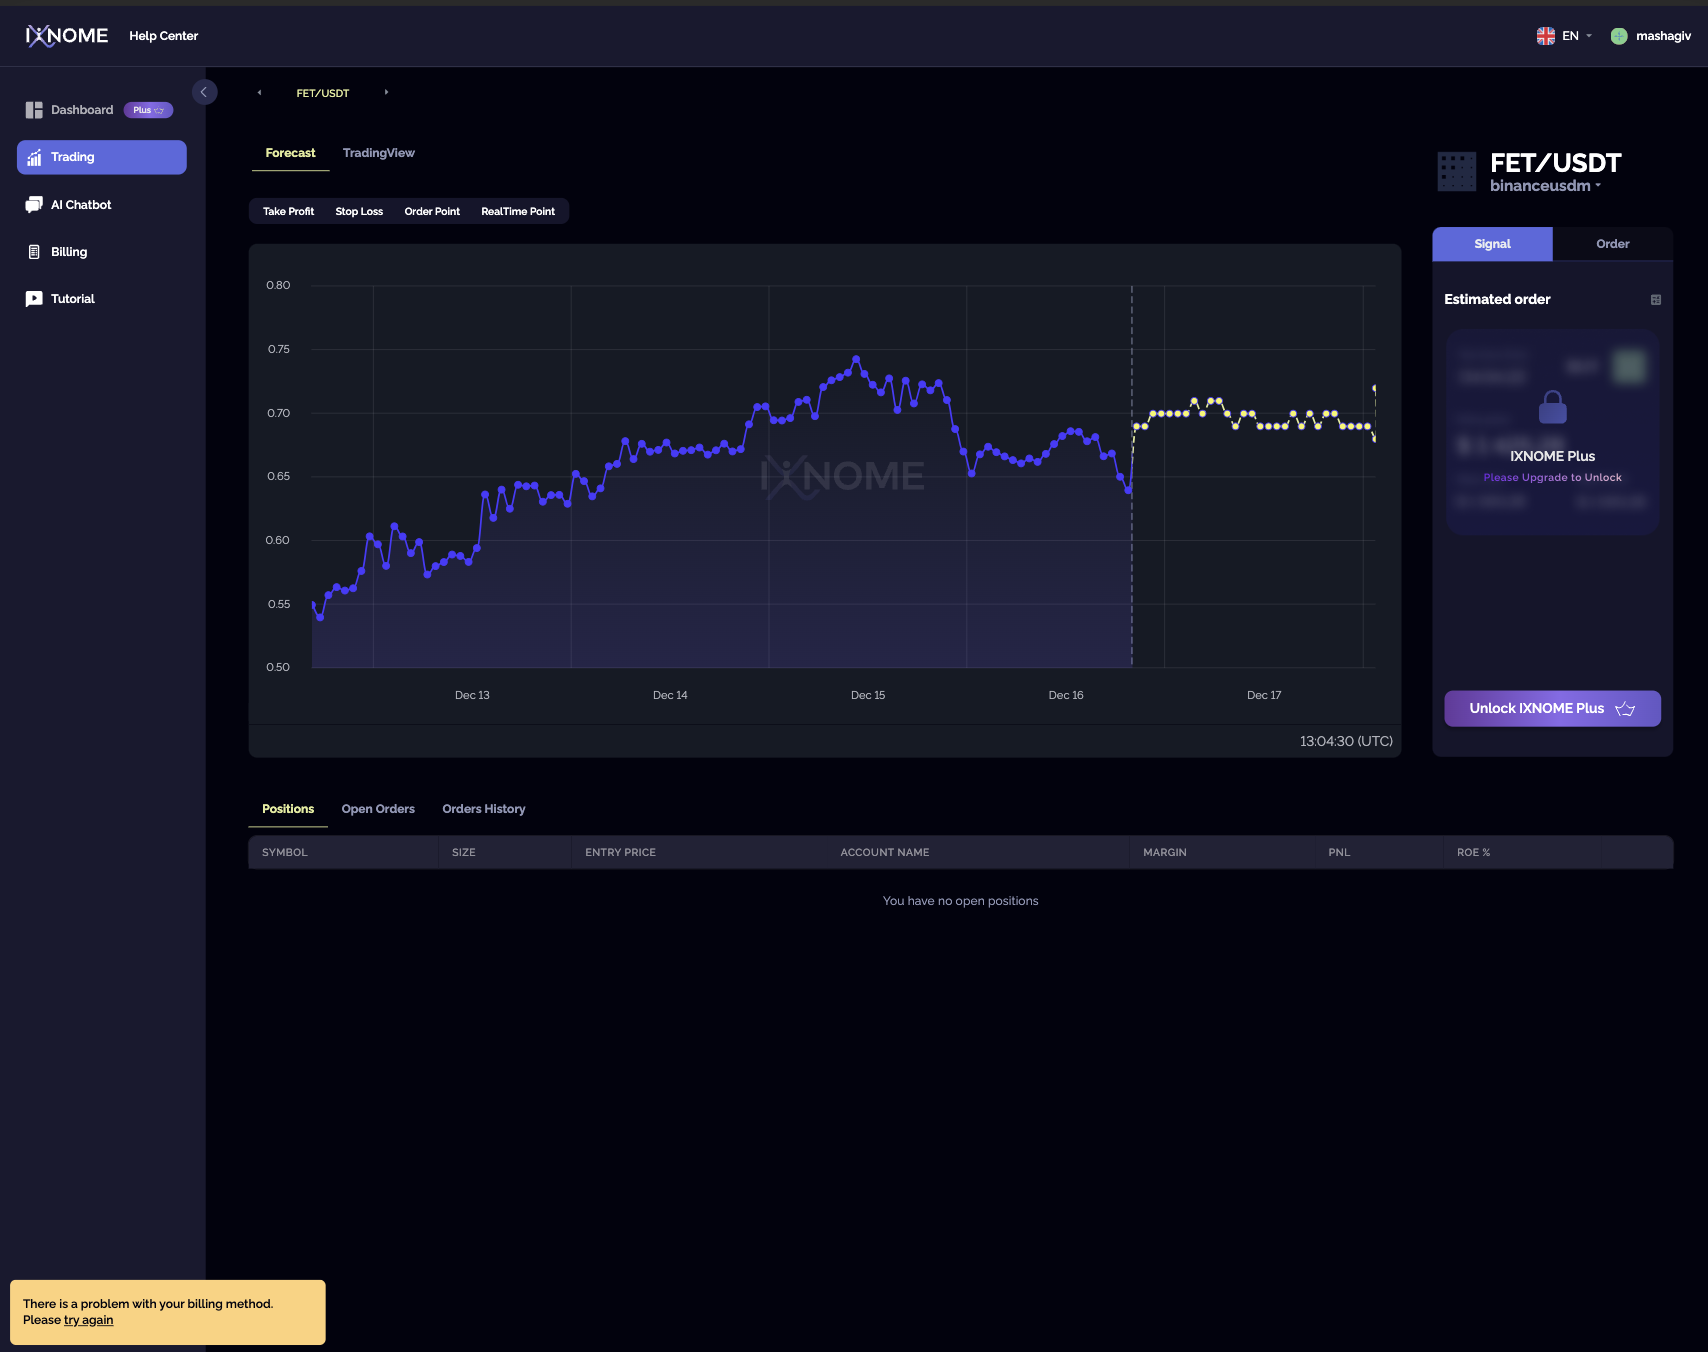 IXNOME Help Center EN mashagiv
Dashboard Plus
Trading
AI Chatbot
Billing
Tutorial
FET/USDT
Forecast TradingView
Take Profit Stop Loss Order Point RealTime Point
0.80
0.75
0.70
0.65
0.60
0.55
0.50
IXNOME
Dec 13 Dec 14 Dec 15 Dec 16 Dec 17
13:04:30 (UTC)
FET/USDT
binanceusdm
Signal Order
Estimated order
IXNOME Plus
Please Upgrade to Unlock
Unlock IXNOME Plus
Positions Open Orders Orders History
SYMBOL SIZE ENTRY PRICE ACCOUNT NAME MARGIN PNL ROE %
You have no open positions
There is a problem with your billing method.
Please try again